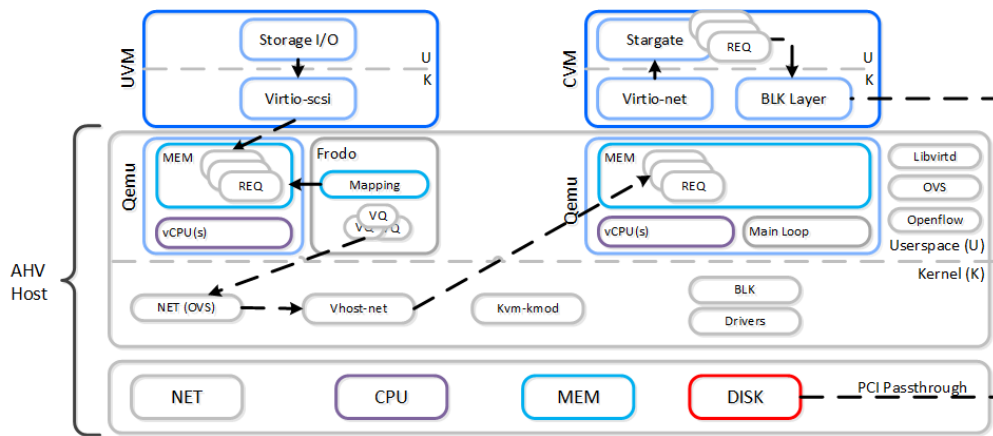 UVM
Storage I/O
U
K
Virtio-scsi
CVM
Stargate
REQ
U
K
Virtio-net
BLK Layer
AHV
Host
Qemu
MEM
REQ
vCPU(s)
Frodo
Mapping
VQ
VQ
VQ
Qemu
MEM
REQ
vCPU(s)
Main Loop
Libvirtd
OVS
Openflow
Userspace (U)
Kernel (K)
NET (OVS)
Vhost-net
Kvm-kmod
BLK
Drivers
NET
CPU
MEM
DISK
PCI Passthrough